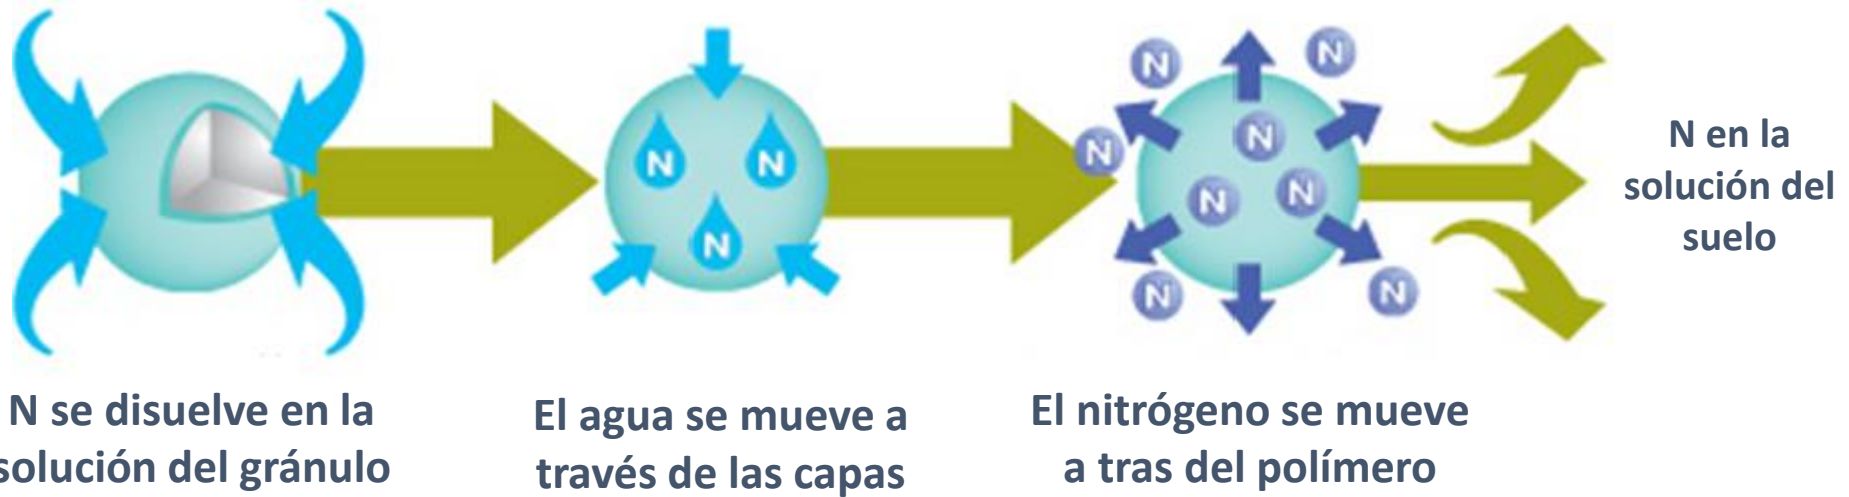 N
N
N
N
N
N
N
N
N
N
N
N en la
solución del
suelo
N se disuelve en la
solución del gránulo
El agua se mueve a
través de las capas
El nitrógeno se mueve
a tras del polímero